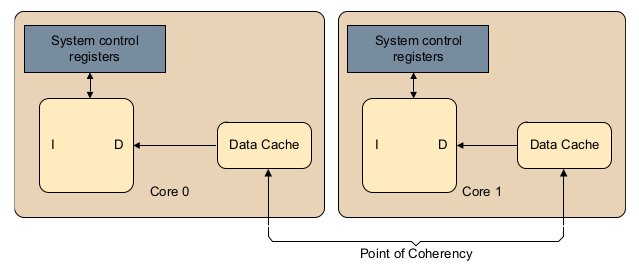 System control
registers
I
D
Data Cache
Core 0
System control
registers
I
D
Data Cache
Core 1
Point of Coherency